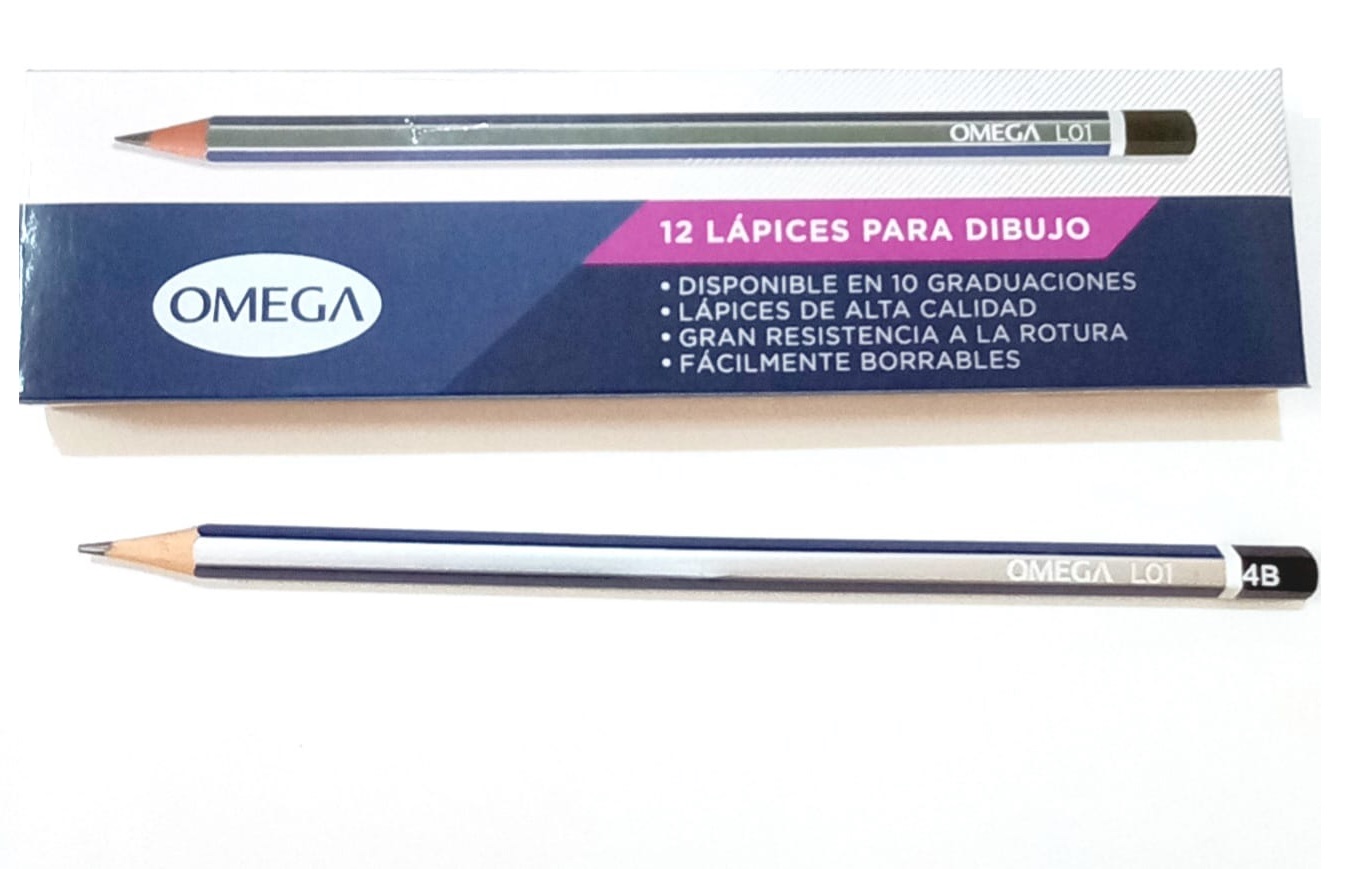 OMEGA L01
12 LÁPICES PARA DIBUJO
• DISPONIBLE EN 10 GRADUACIONES
• LÁPICES DE ALTA CALIDAD
• GRAN RESISTENCIA A LA ROTURA
• FÁCILMENTE BORRABLES
OMEGA
OMEGA L01 4B